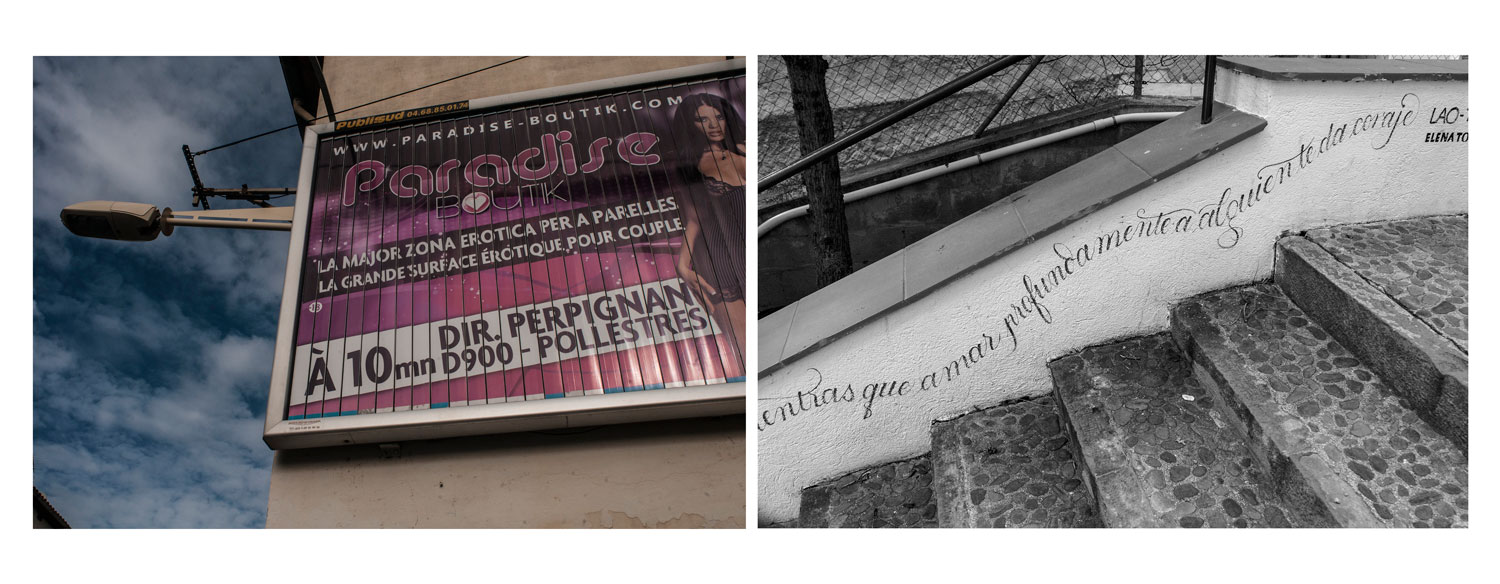 Publisud 04.68.85.01.74
WWW.PARADISE-BOUTIK.COM
Paradise
BOUTIK
LA MAJOR ZONA EROTICA PER A PARELLES
LA GRANDE SURFACE ÉROTIQUE POUR COUPLE
18
À 10mn
DIR. PERPIGNAN
D900 - POLLESTRES
entras que amar profundamente a alguien te da coraje
LAO-
ELENA TO